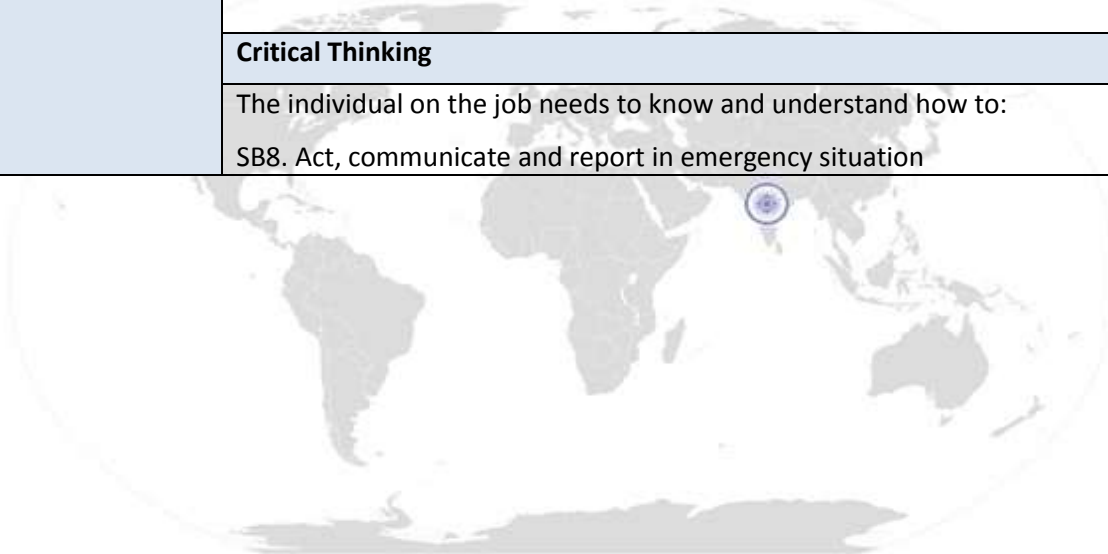 Critical Thinking
The individual on the job needs to know and understand how to:
SB8. Act, communicate and report in emergency situation